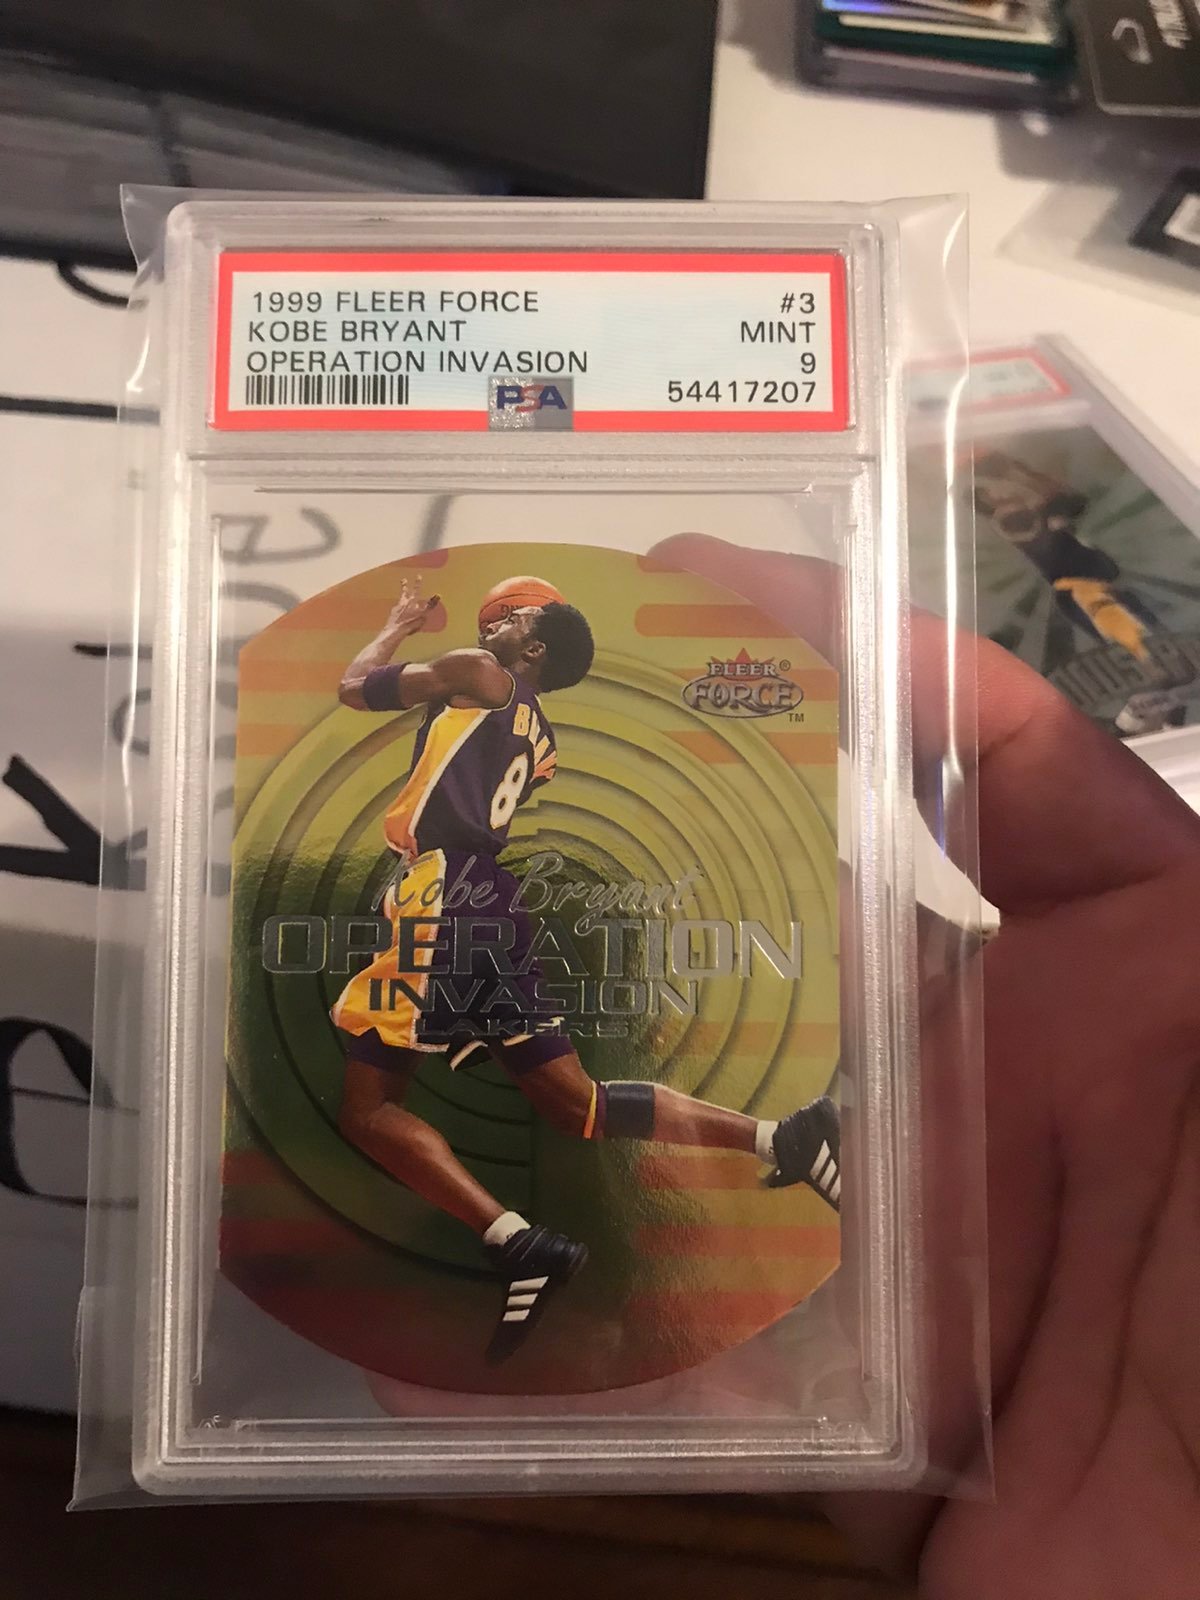 1999 FLEER FORCE #3
KOBE BRYANT MINT
OPERATION INVASION 9
PSA 54417207
FLEER®
FORCE
TM
8
Kobe Bryant
OPERATION
INVASION
LAKERS